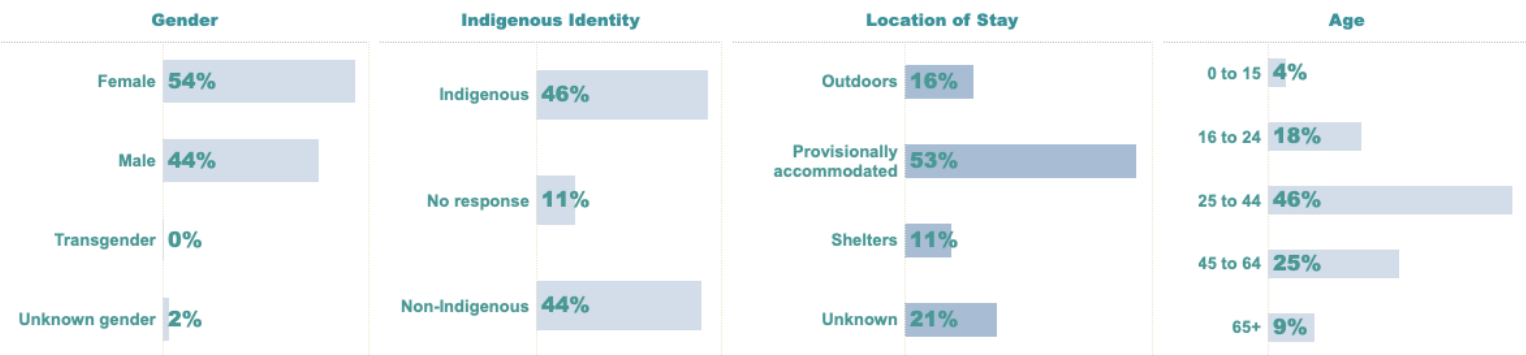 Gender
Female 54%
Male 44%
Transgender 0%
Unknown gender 2%
Indigenous Identity
Indigenous 46%
No response 11%
Non-Indigenous 44%
Location of Stay
Outdoors 16%
Provisionally
accommodated 53%
Shelters 11%
Unknown 21%
Age
0 to 15 4%
16 to 24 18%
25 to 44 46%
45 to 64 25%
65+ 9%